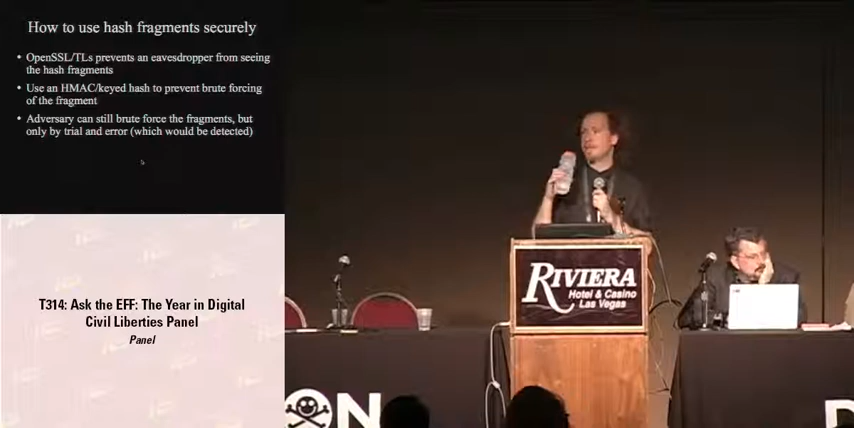 How to use hash fragments securely
• OpenSSL/TLs prevents an eavesdropper from seeing
the hash fragments
• Use an HMAC/keyed hash to prevent brute forcing
of the fragment
• Adversary can still brute force the fragments, but
only by trial and error (which would be detected)
T314: Ask the EFF: The Year in Digital
Civil Liberties Panel
Panel
RIVIERA
Hotel & Casino
Las Vegas
ON
D